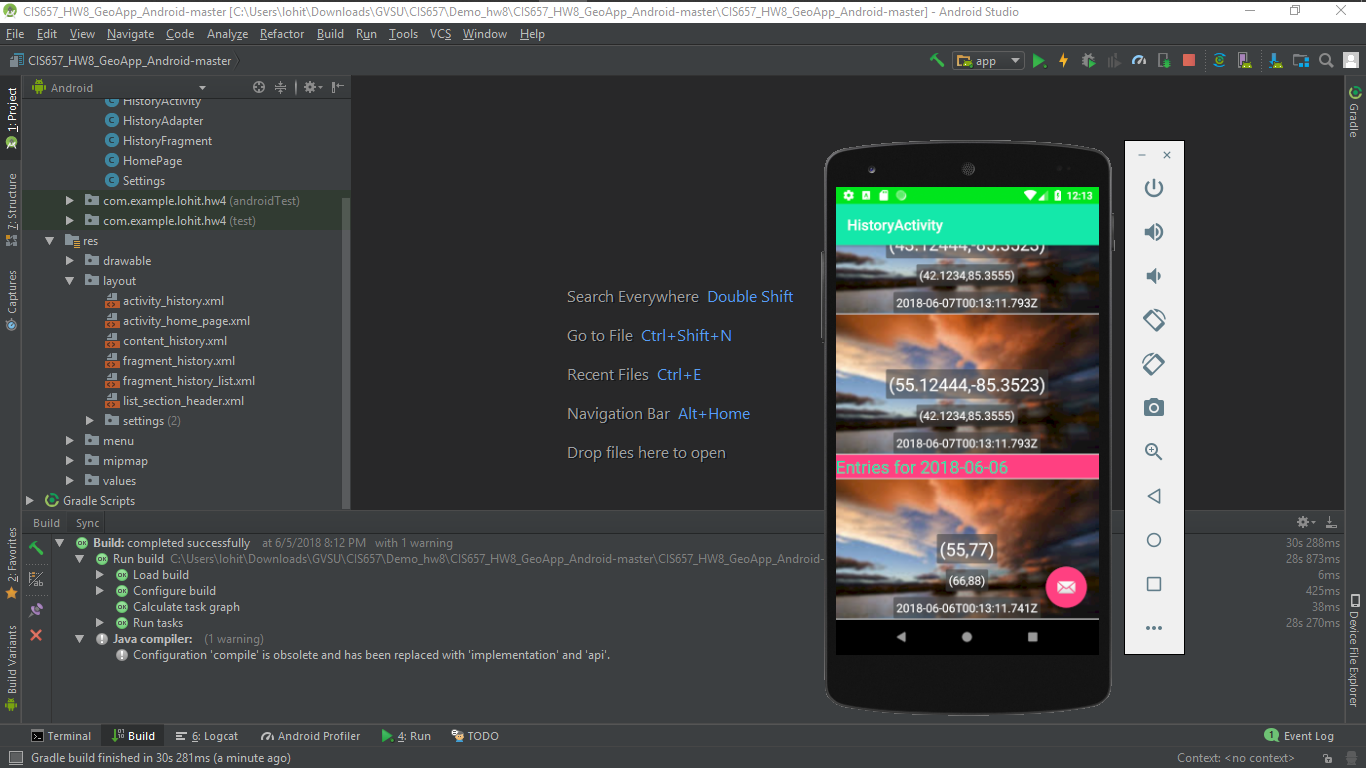 CIS657_HW8_GeoApp_Android-master [C:\Users\lohit\Downloads\GVSU\CIS657\Demo_hw8\CIS657_HW8_GeoApp_Android-master\CIS657_HW8_GeoApp_Android-master] - Android Studio
File Edit View Navigate Code Analyze Refactor Build Run Tools VCS Window Help
CIS657_HW8_GeoApp_Android-master
app
Android
HistoryActivity
HistoryAdapter
HistoryFragment
HomePage
Settings
com.example.lohit.hw4 (androidTest)
com.example.lohit.hw4 (test)
res
drawable
layout
activity_history.xml
activity_home_page.xml
content_history.xml
fragment_history.xml
fragment_history_list.xml
list_section_header.xml
settings (2)
menu
mipmap
values
Gradle Scripts
1: Project
7: Structure
Captures
2: Favorites
Build Variants
Search Everywhere Double Shift
Go to File Ctrl+Shift+N
Recent Files Ctrl+E
Navigation Bar Alt+Home
Drop files here to open
12:13
HistoryActivity
(43.12444,-85.3523)
(42.1234,85.3555)
2018-06-07T00:13:11.793Z
(55.12444,-85.3523)
(42.1234,85.3555)
2018-06-07T00:13:11.793Z
Entries for 2018-06-06
(55,77)
(66,88)
2018-06-06T00:13:11.741Z
Gradle
Device File Explorer
Build Sync
Build: completed successfully at 6/5/2018 8:12 PM with 1 warning 30s 288ms
Run build C:\Users\lohit\Downloads\GVSU\CIS657\Demo_hw8\CIS657_HW8_GeoApp_Android-master\CIS657_HW8_GeoApp_Android- 28s 873ms
Load build 6ms
Configure build 425ms
Calculate task graph 38ms
Run tasks 28s 270ms
Java compiler: (1 warning)
Configuration 'compile' is obsolete and has been replaced with 'implementation' and 'api'.
Terminal Build 6: Logcat Android Profiler 4: Run TODO 1 Event Log
Gradle build finished in 30s 281ms (a minute ago) Context: <no context>